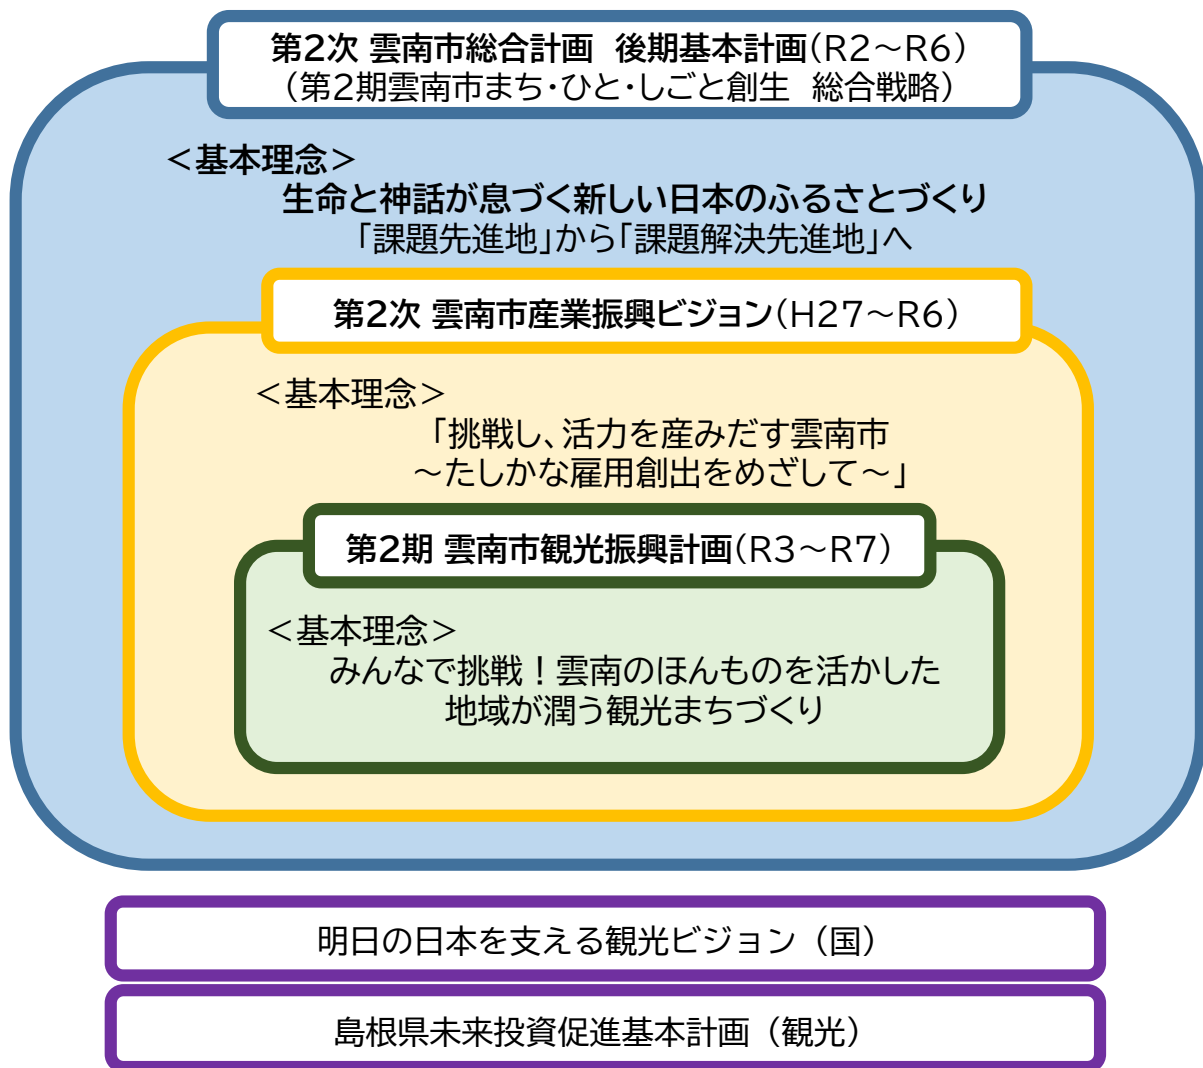 第2次 雲南市総合計画　後期基本計画(R2～R6)
(第2期雲南市まち・ひと・しごと創生　総合戦略)
＜基本理念＞
生命と神話が息づく新しい日本のふるさとづくり
「課題先進地」から「課題解決先進地」へ
第2次 雲南市産業振興ビジョン(H27～R6)
＜基本理念＞
「挑戦し、活力を産みだす雲南市
～たしかな雇用創出をめざして～」
第2期 雲南市観光振興計画(R3～R7)
＜基本理念＞
みんなで挑戦！雲南のほんものを活かした
地域が潤う観光まちづくり
明日の日本を支える観光ビジョン（国）
島根県未来投資促進基本計画（観光）